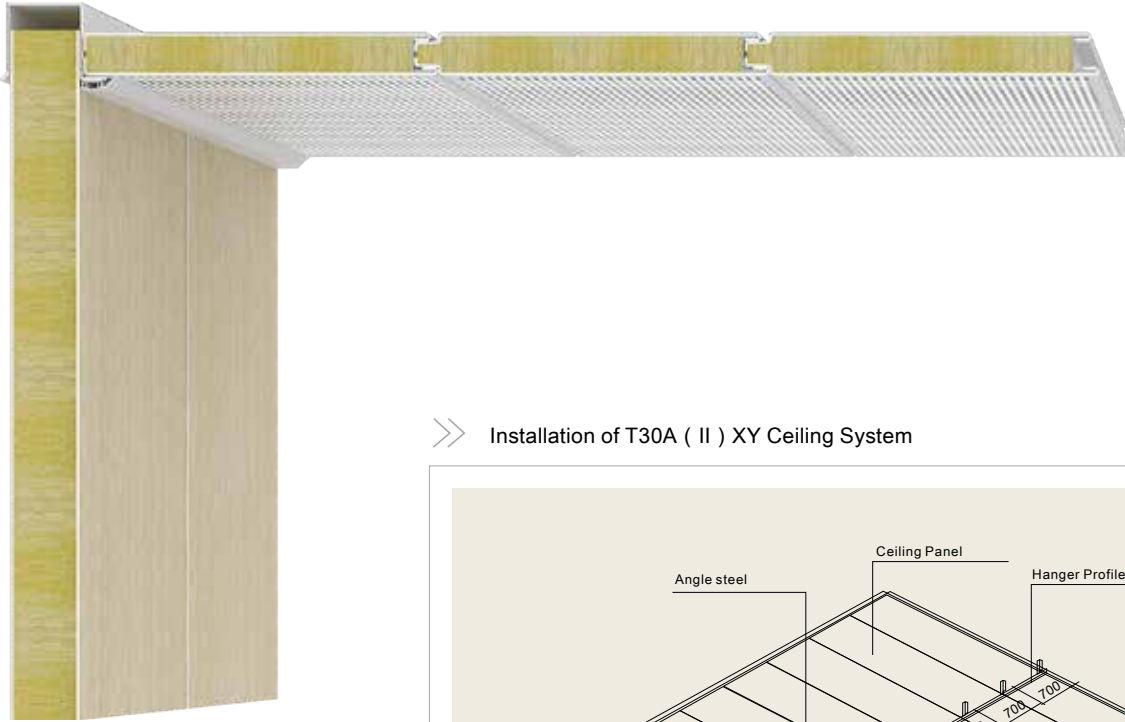 Installation of T30A ( II ) XY Ceiling System
Ceiling Panel
Angle steel
Hanger Profile
700
700